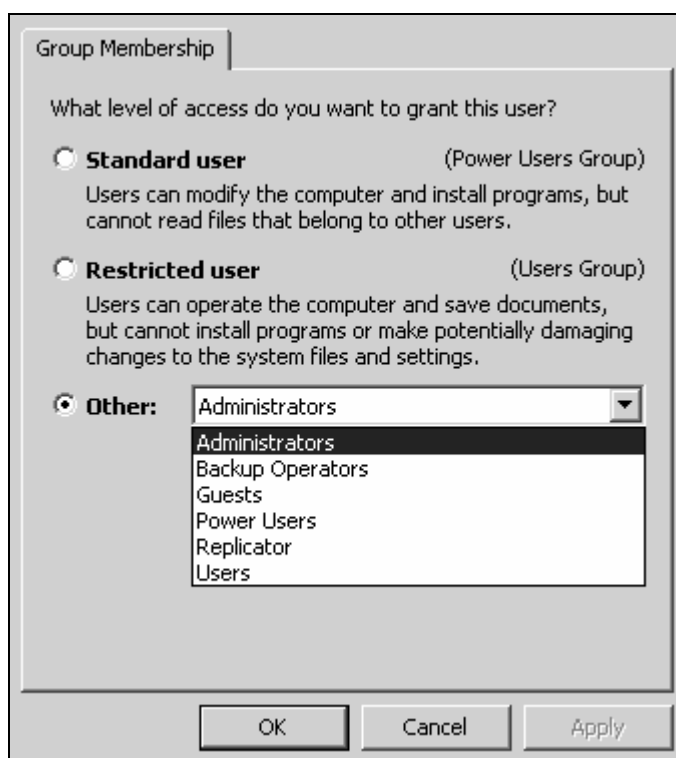 Group Membership
What level of access do you want to grant this user?
Standard user (Power Users Group)
Users can modify the computer and install programs, but
cannot read files that belong to other users.
Restricted user (Users Group)
Users can operate the computer and save documents,
but cannot install programs or make potentially damaging
changes to the system files and settings.
Other: Administrators
Administrators
Backup Operators
Guests
Power Users
Replicator
Users
OK Cancel Apply